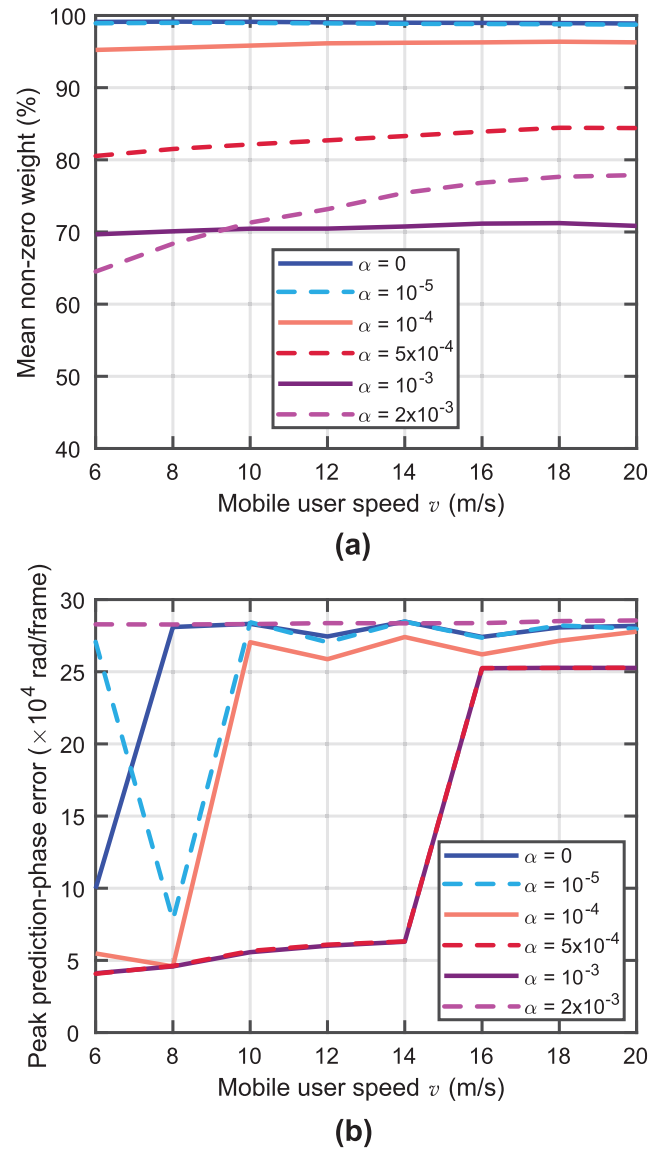 100
90
80
70
60
50
40
Mean non-zero weight (%)
α = 0
α = 10-5
α = 10-4
α = 5x10-4
α = 10-3
α = 2x10-3
6 8 10 12 14 16 18 20
Mobile user speed v (m/s)
(a)
30
25
20
15
10
5
0
Peak prediction-phase error (×104 rad/frame)
α = 0
α = 10-5
α = 10-4
α = 5x10-4
α = 10-3
α = 2x10-3
6 8 10 12 14 16 18 20
Mobile user speed v (m/s)
(b)